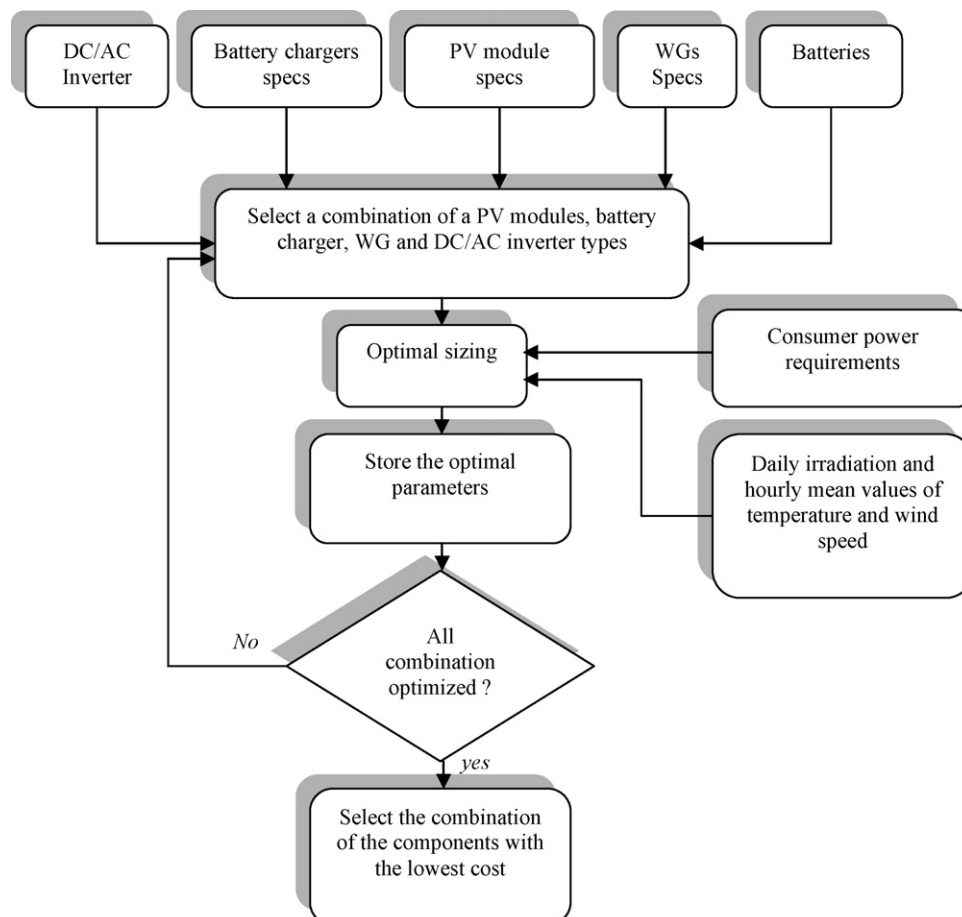 DC/AC
Inverter
Battery chargers
specs
PV module
specs
WGs
Specs
Batteries
Select a combination of a PV modules, battery
charger, WG and DC/AC inverter types
Optimal sizing
Consumer power
requirements
Store the optimal
parameters
Daily irradiation and
hourly mean values of
temperature and wind
speed
No
All
combination
optimized ?
yes
Select the combination
of the components with
the lowest cost